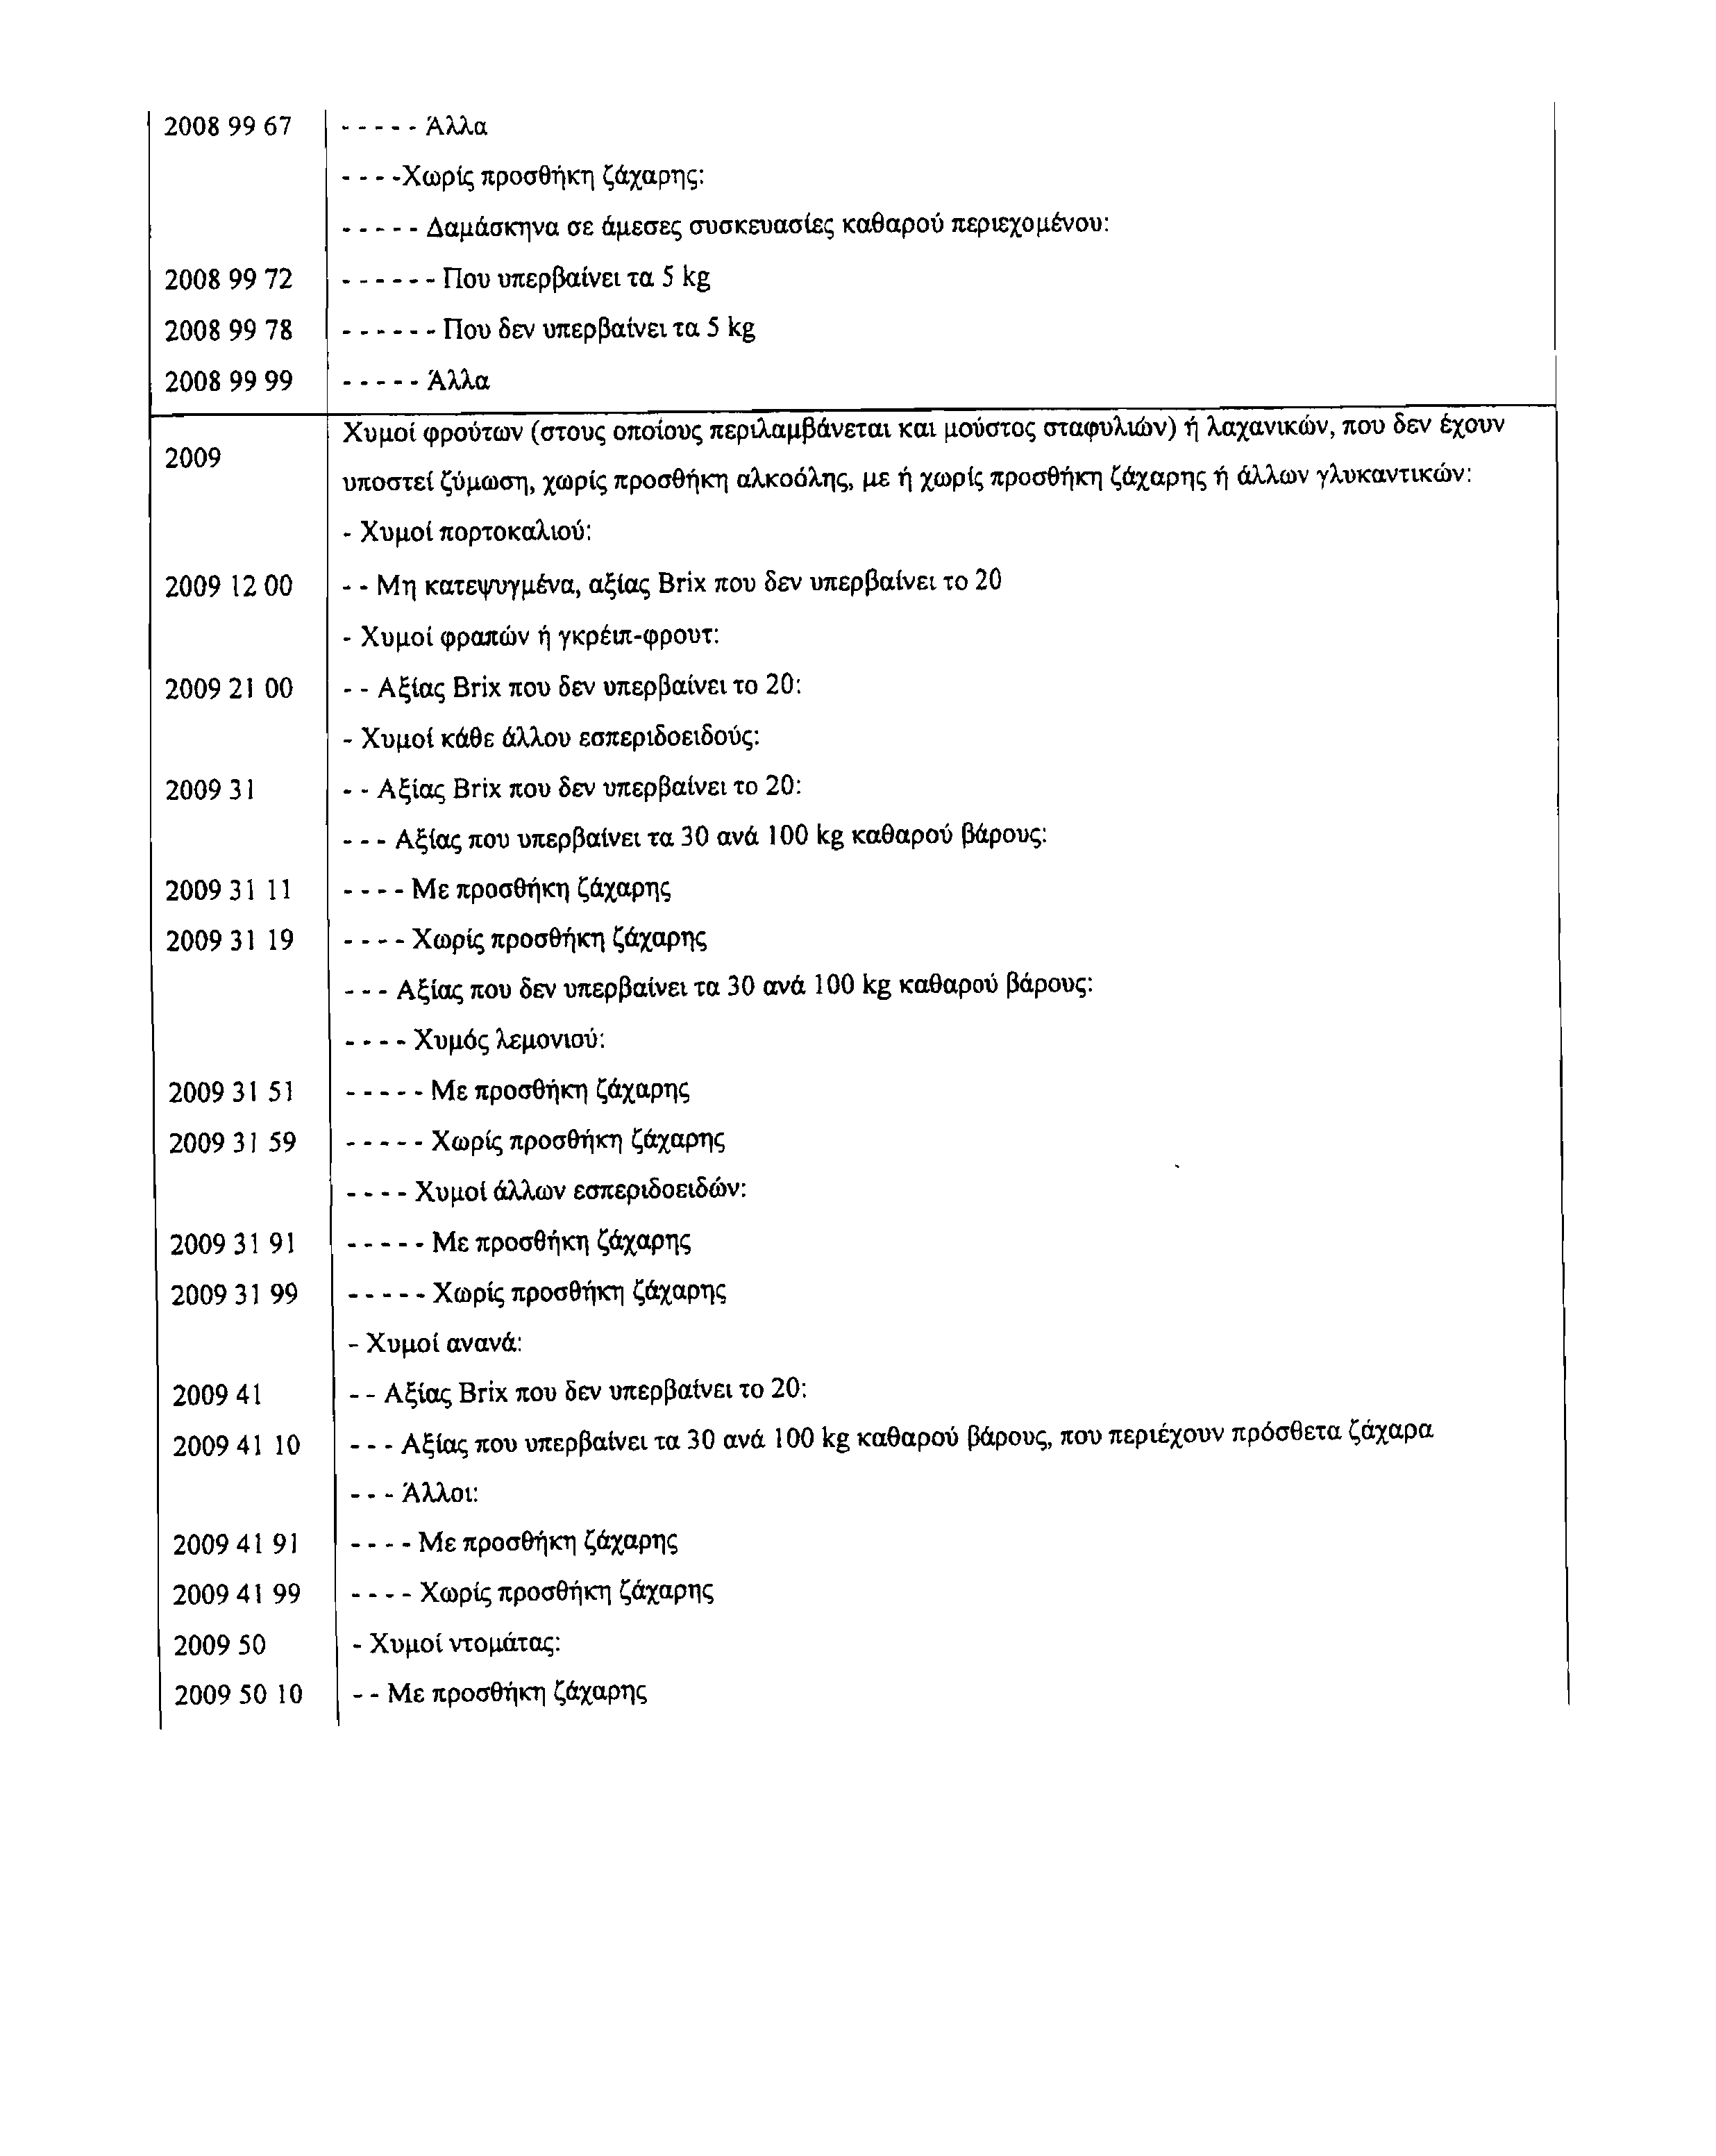 2008 99 67 - - - - - Άλλα
- - - -Χωρίς προσθήκη ζάχαρης:
- - - - - Δαμάσκηνα σε άμεσες συσκευασίες καθαρού περιεχομένου:
2008 99 72 - - - - - - Που υπερβαίνει τα 5 kg
2008 99 78 - - - - - - Που δεν υπερβαίνει τα 5 kg
2008 99 99 - - - - - Άλλα
2009 Χυμοί φρούτων (στους οποίους περιλαμβάνεται και μούστος σταφυλιών) ή λαχανικών, που δεν έχουν
υποστεί ζύμωση, χωρίς προσθήκη αλκοόλης, με ή χωρίς προσθήκη ζάχαρης ή άλλων γλυκαντικών:
- Χυμοί πορτοκαλιού:
2009 12 00 - - Μη κατεψυγμένα, αξίας Brix που δεν υπερβαίνει το 20
- Χυμοί φραπών ή γκρέιπ-φρουτ:
2009 21 00 - - Αξίας Brix που δεν υπερβαίνει το 20:
- Χυμοί κάθε άλλου εσπεριδοειδούς:
2009 31 - - Αξίας Brix που δεν υπερβαίνει το 20:
- - - Αξίας που υπερβαίνει τα 30 ανά 100 kg καθαρού βάρους:
2009 31 11 - - - - Με προσθήκη ζάχαρης
2009 31 19 - - - - Χωρίς προσθήκη ζάχαρης
- - - Αξίας που δεν υπερβαίνει τα 30 ανά 100 kg καθαρού βάρους:
- - - - Χυμός λεμονιού:
2009 31 51 - - - - - Με προσθήκη ζάχαρης
2009 31 59 - - - - - Χωρίς προσθήκη ζάχαρης
- - - - Χυμοί άλλων εσπεριδοειδών:
2009 31 91 - - - - - Με προσθήκη ζάχαρης
2009 31 99 - - - - - Χωρίς προσθήκη ζάχαρης
- Χυμοί ανανά:
2009 41 - - Αξίας Brix που δεν υπερβαίνει το 20:
2009 41 10 - - - Αξίας που υπερβαίνει τα 30 ανά 100 kg καθαρού βάρους, που περιέχουν πρόσθετα ζάχαρα
- - - Άλλοι:
2009 41 91 - - - - Με προσθήκη ζάχαρης
2009 41 99 - - - - Χωρίς προσθήκη ζάχαρης
2009 50 - Χυμοί ντομάτας:
2009 50 10 - - Με προσθήκη ζάχαρης